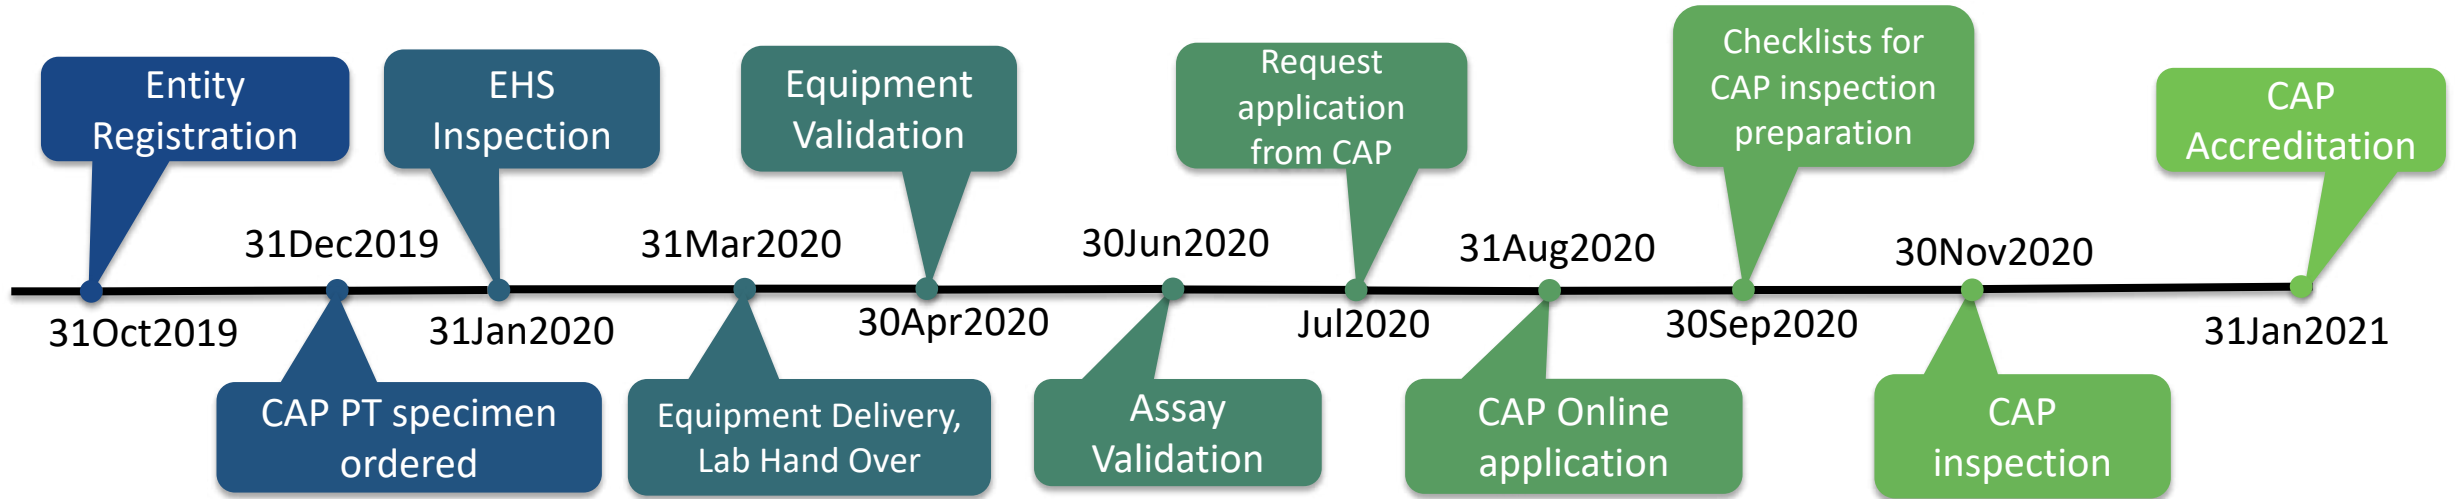 Entity
Registration
31Oct2019
31Dec2019
CAP PT specimen
ordered
EHS
Inspection
31Jan2020
31Mar2020
Equipment Delivery,
Lab Hand Over
Equipment
Validation
30Apr2020
30Jun2020
Assay
Validation
Request
application
from CAP
Jul2020
31Aug2020
CAP Online
application
Checklists for
CAP inspection
preparation
30Sep2020
30Nov2020
CAP
inspection
CAP
Accreditation
31Jan2021